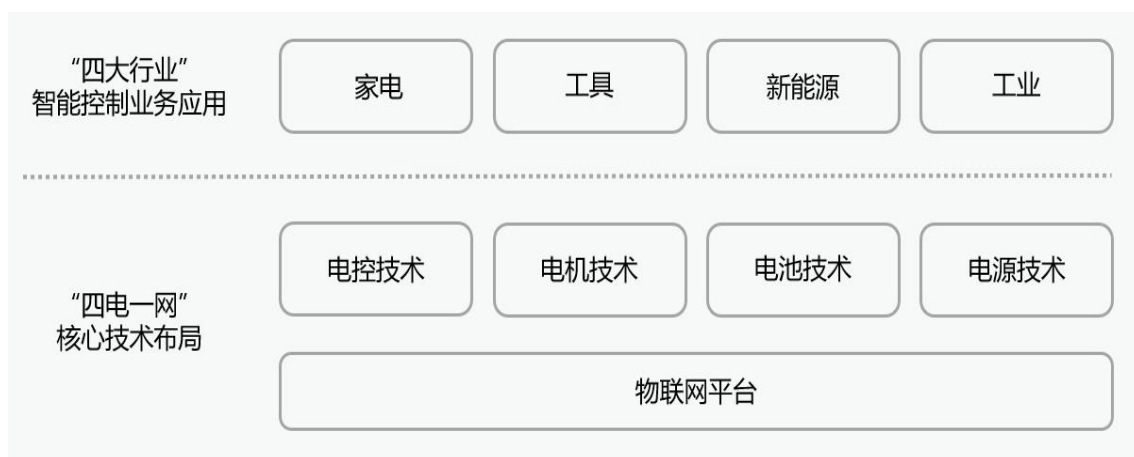 “四大行业”
智能控制业务应用
家电
工具
新能源
工业
“四电一网”
核心技术布局
电控技术
电机技术
电池技术
电源技术
物联网平台